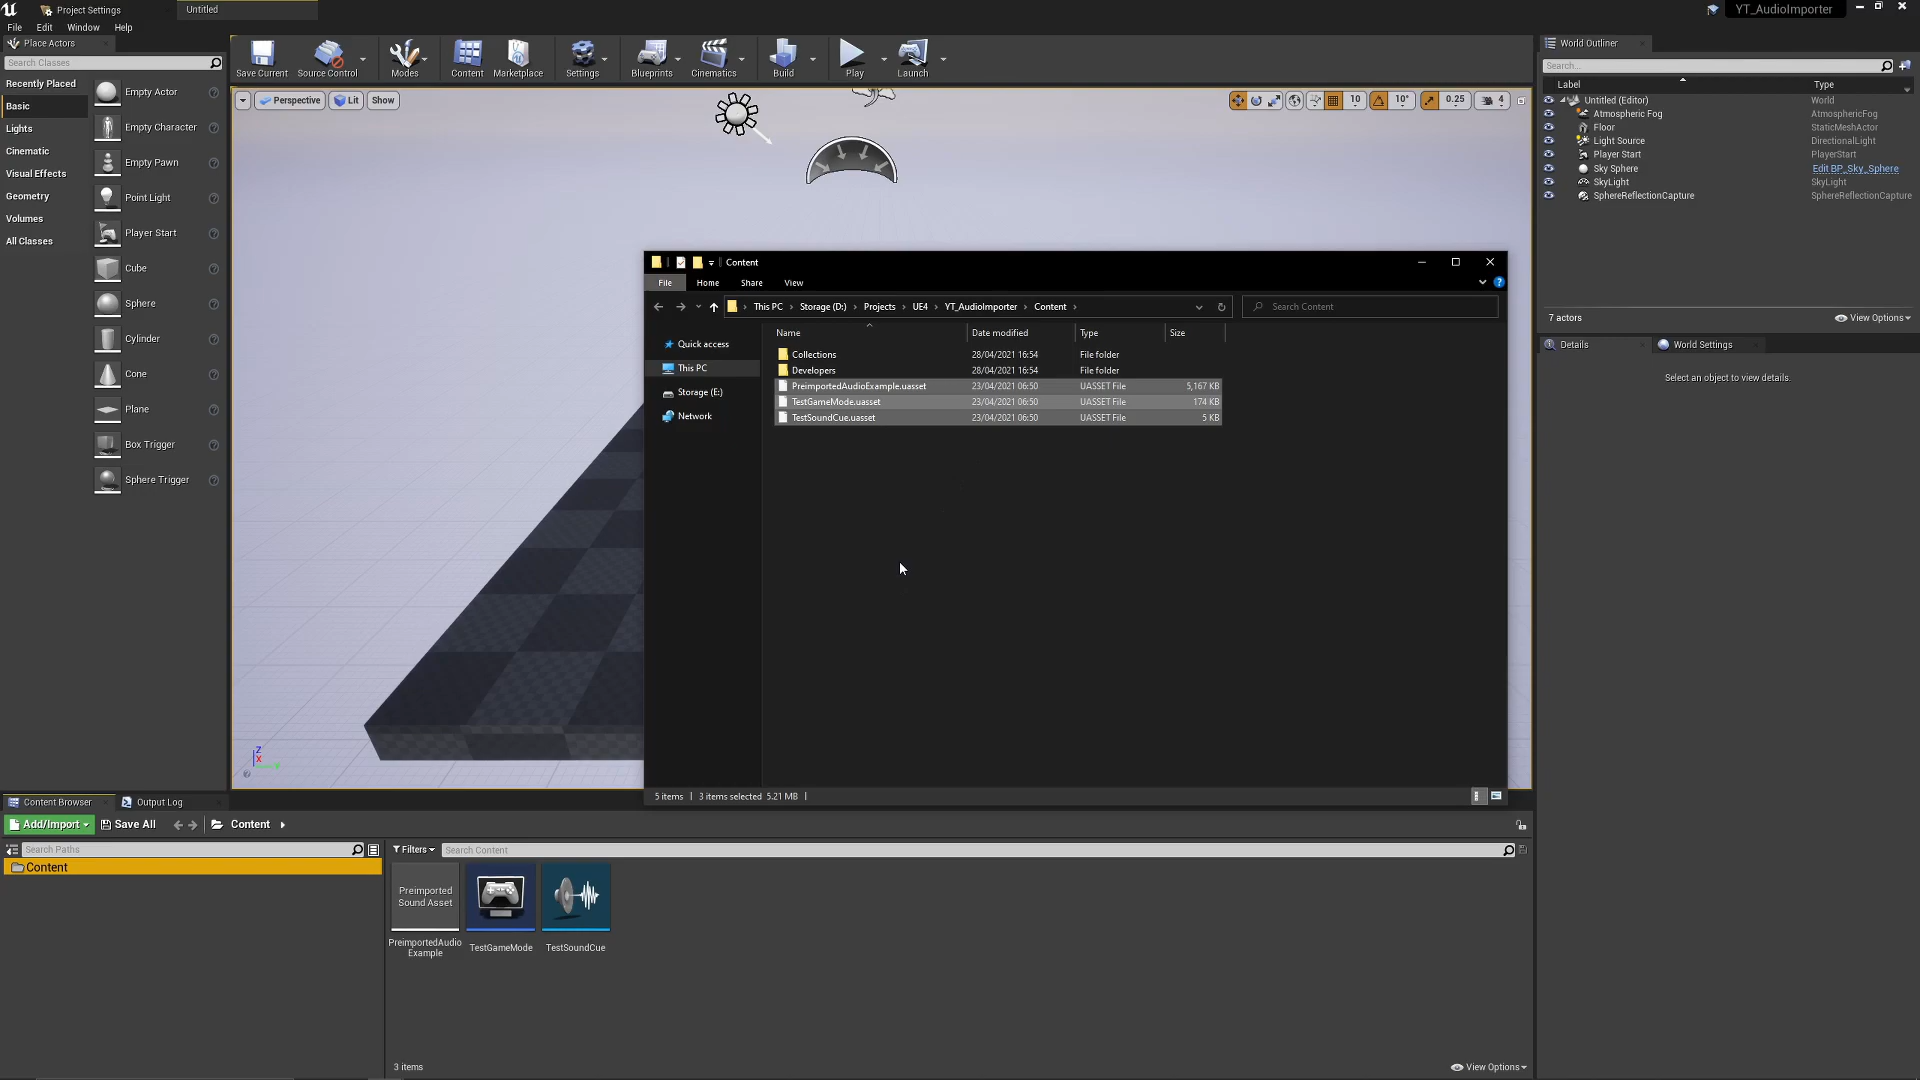 Project Settings
Untitled
YT_AudioImporter
File Edit Window Help
Place Actors
Search Classes
Recently Placed
Basic
Lights
Cinematic
Visual Effects
Geometry
Volumes
All Classes
Empty Actor
Empty Character
Empty Pawn
Point Light
Player Start
Cube
Sphere
Cylinder
Cone
Plane
Box Trigger
Sphere Trigger
Save Current
Source Control
Modes
Content
Marketplace
Settings
Blueprints
Cinematics
Build
Play
Launch
Perspective Lit Show
10 10° 0.25 4
Content
File Home Share View
This PC Storage (D:) Projects UE4 YT_AudioImporter Content
Search Content
Quick access
This PC
Storage (E:)
Network
Name Date modified Type Size
Collections 28/04/2021 16:54 File folder
Developers 28/04/2021 16:54 File folder
PreimportedAudioExample.uasset 23/04/2021 06:50 UASSET File 5,167 KB
TestGameMode.uasset 23/04/2021 06:50 UASSET File 174 KB
TestSoundCue.uasset 23/04/2021 06:50 UASSET File 5 KB
5 items 3 items selected 5.21 MB
Z
X
World Outliner
Search...
Label Type
Untitled (Editor) World
Atmospheric Fog AtmosphericFog
Floor StaticMeshActor
Light Source DirectionalLight
Player Start PlayerStart
Sky Sphere Edit BP_Sky_Sphere
SkyLight SkyLight
SphereReflectionCapture SphereReflectionCapture
7 actors View Options
Details World Settings
Select an object to view details.
Content Browser Output Log
Add/Import Save All Content
Search Paths
Content
Filters Search Content
Preimported
Sound Asset
PreimportedAudio
Example
TestGameMode
TestSoundCue
3 items View Options